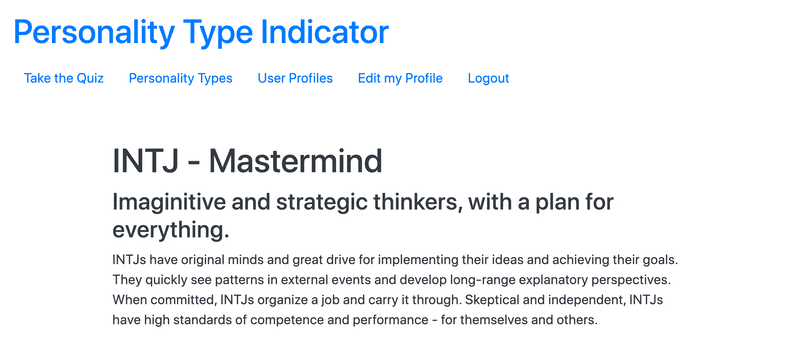 Personality Type Indicator
Take the Quiz Personality Types User Profiles Edit my Profile Logout
INTJ - Mastermind
Imaginitive and strategic thinkers, with a plan for
everything.
INTJs have original minds and great drive for implementing their ideas and achieving their goals.
They quickly see patterns in external events and develop long-range explanatory perspectives.
When committed, INTJs organize a job and carry it through. Skeptical and independent, INTJs
have high standards of competence and performance - for themselves and others.